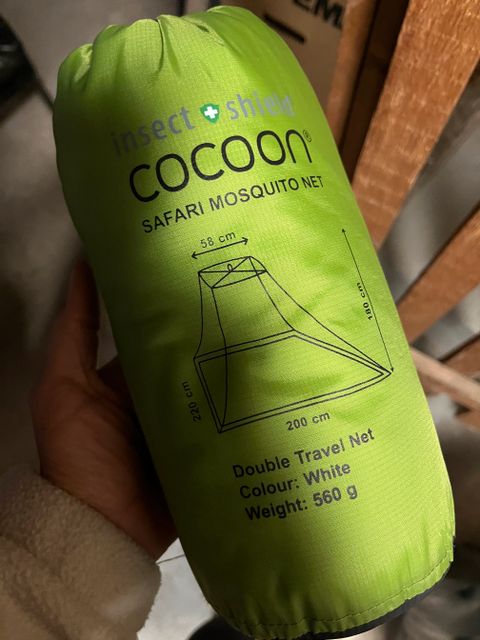 insect shield
COCOON®
SAFARI MOSQUITO NET
58 cm
180 cm
220 cm
200 cm
Double Travel Net
Colour: White
Weight: 560 g